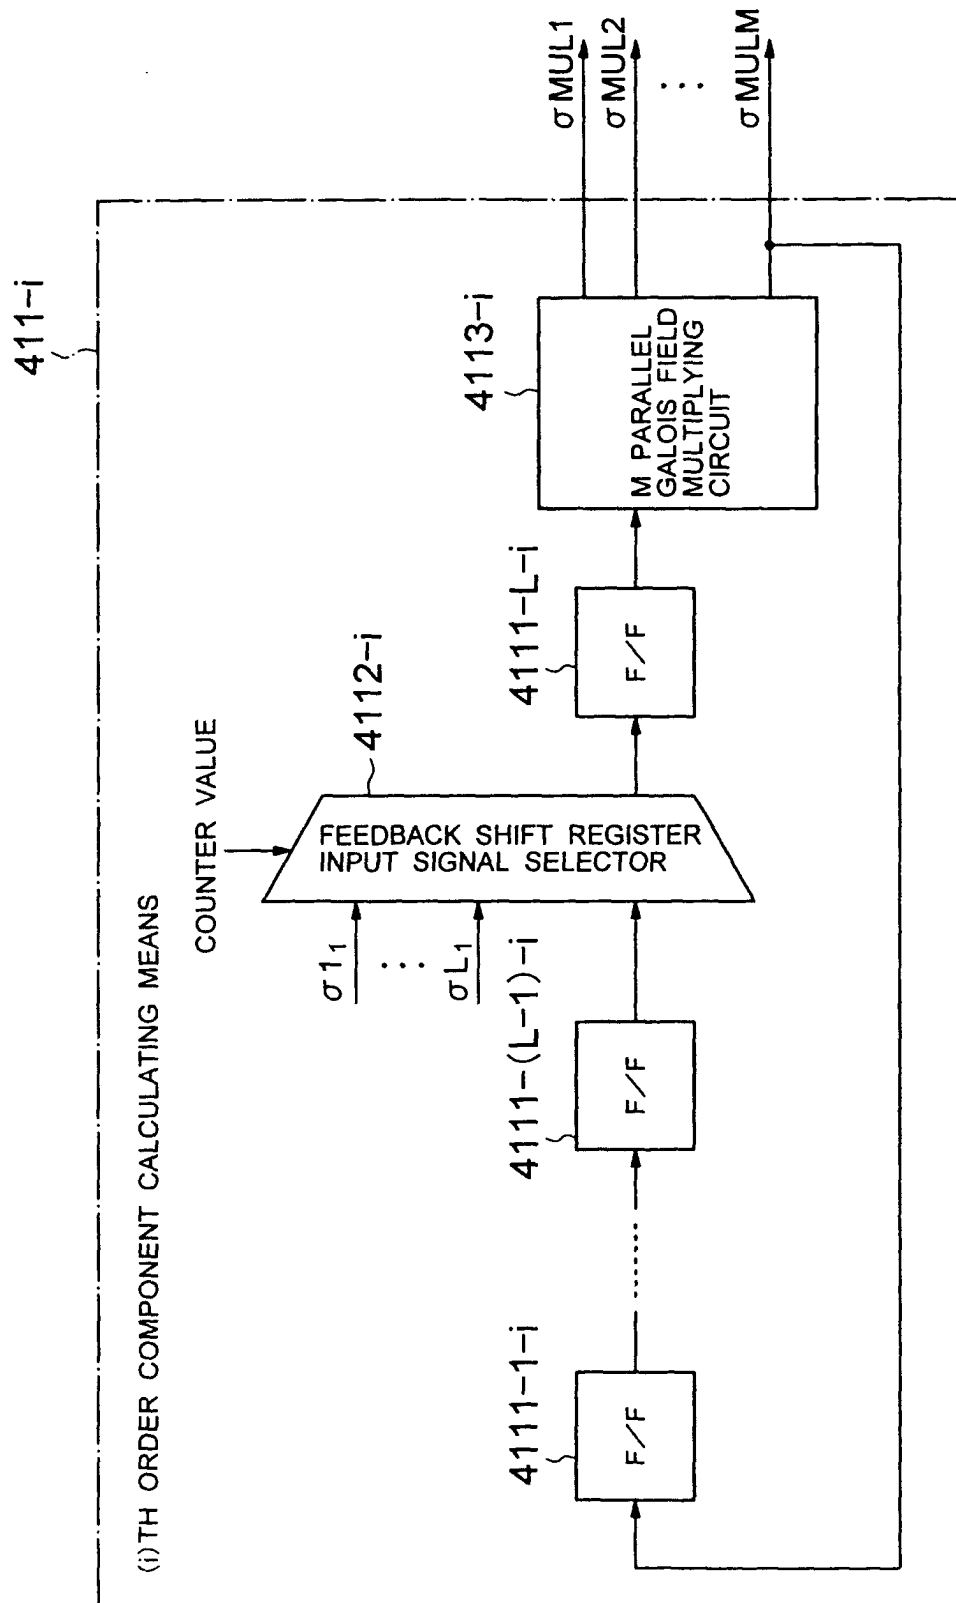 411-i
(i)TH ORDER COMPONENT CALCULATING MEANS
COUNTER VALUE
σ1₁
...
σL₁
FEEDBACK SHIFT REGISTER
INPUT SIGNAL SELECTOR
4112-i
4111-1-i
F/F
4111-(L-1)-i
F/F
4111-L-i
F/F
4113-i
M PARALLEL
GALOIS FIELD
MULTIPLYING
CIRCUIT
σMUL1
σMUL2
...
σMULM